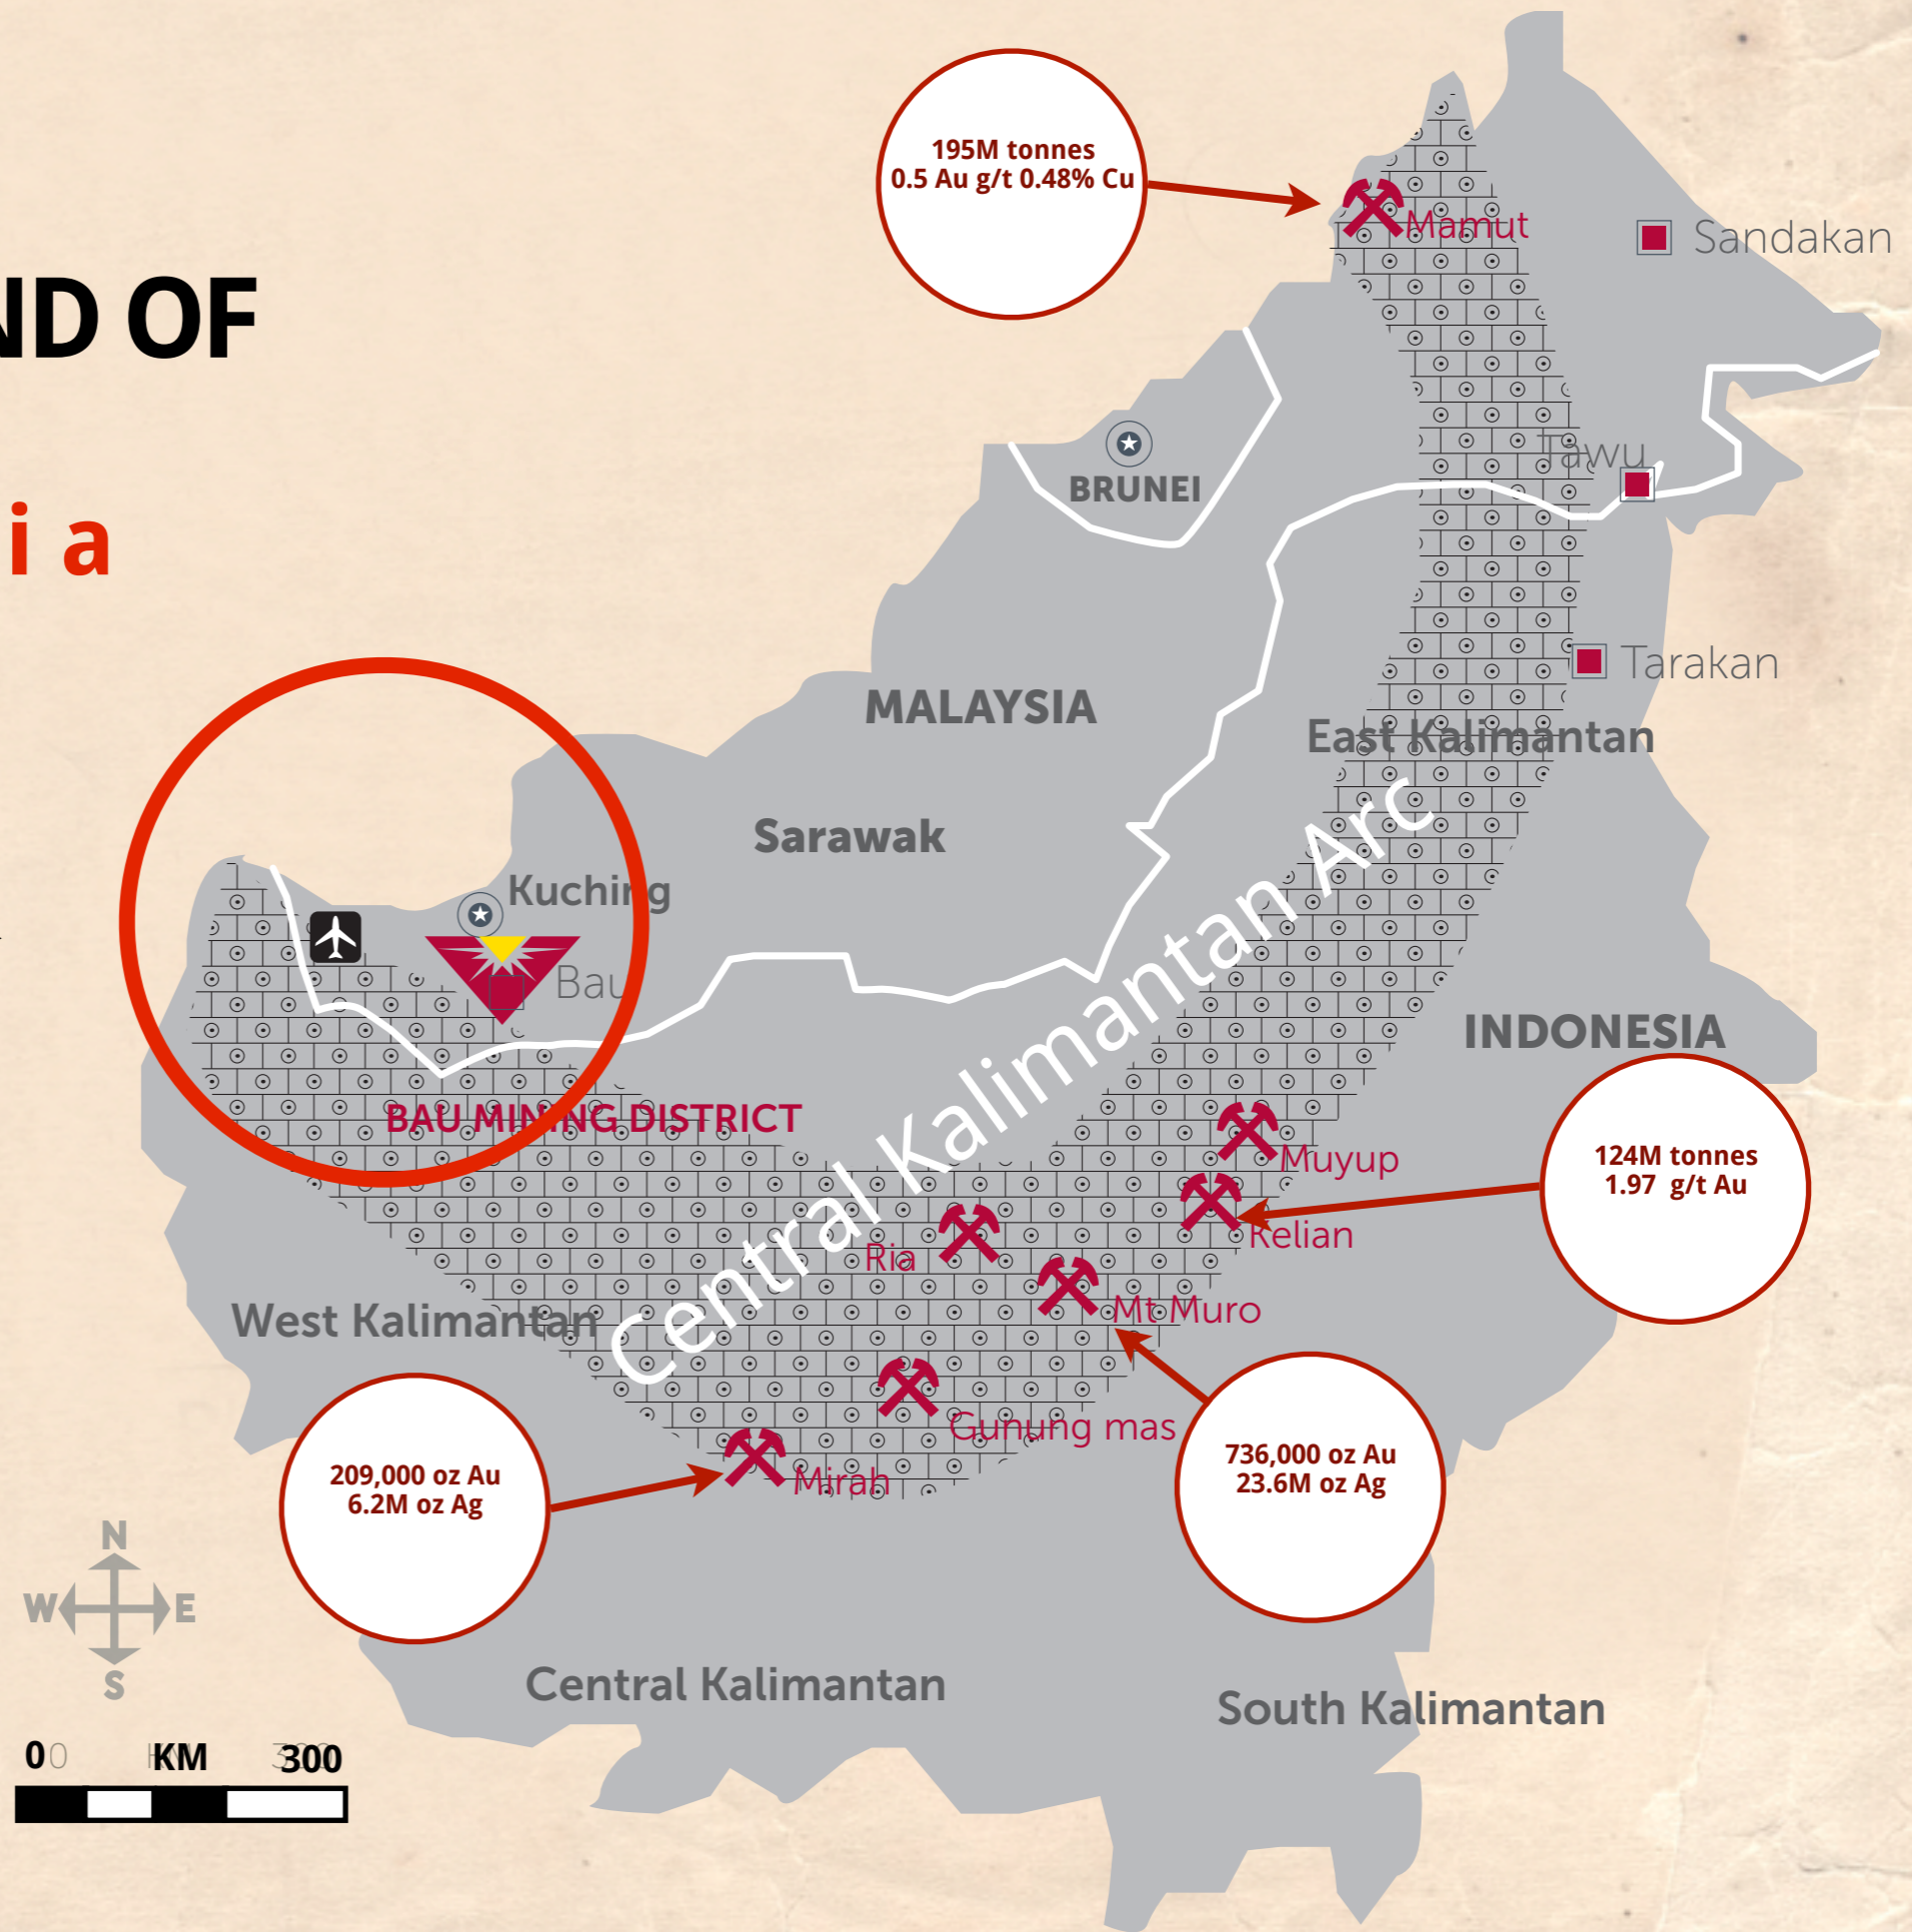 ND OF
ia
195M tonnes
0.5 Au g/t 0.48% Cu
Mamut
Sandakan
BRUNEI
Tawu
Tarakan
MALAYSIA
East Kalimantan
Sarawak
Kuching
Bau
Central Kalimantan Arc
INDONESIA
BAU MINING DISTRICT
Muyup
124M tonnes
1.97 g/t Au
Kelian
Ria
Mt Muro
West Kalimantan
Gunung mas
736,000 oz Au
23.6M oz Ag
209,000 oz Au
6.2M oz Ag
Mirah
N
W E
S
Central Kalimantan
South Kalimantan
00 KM 300